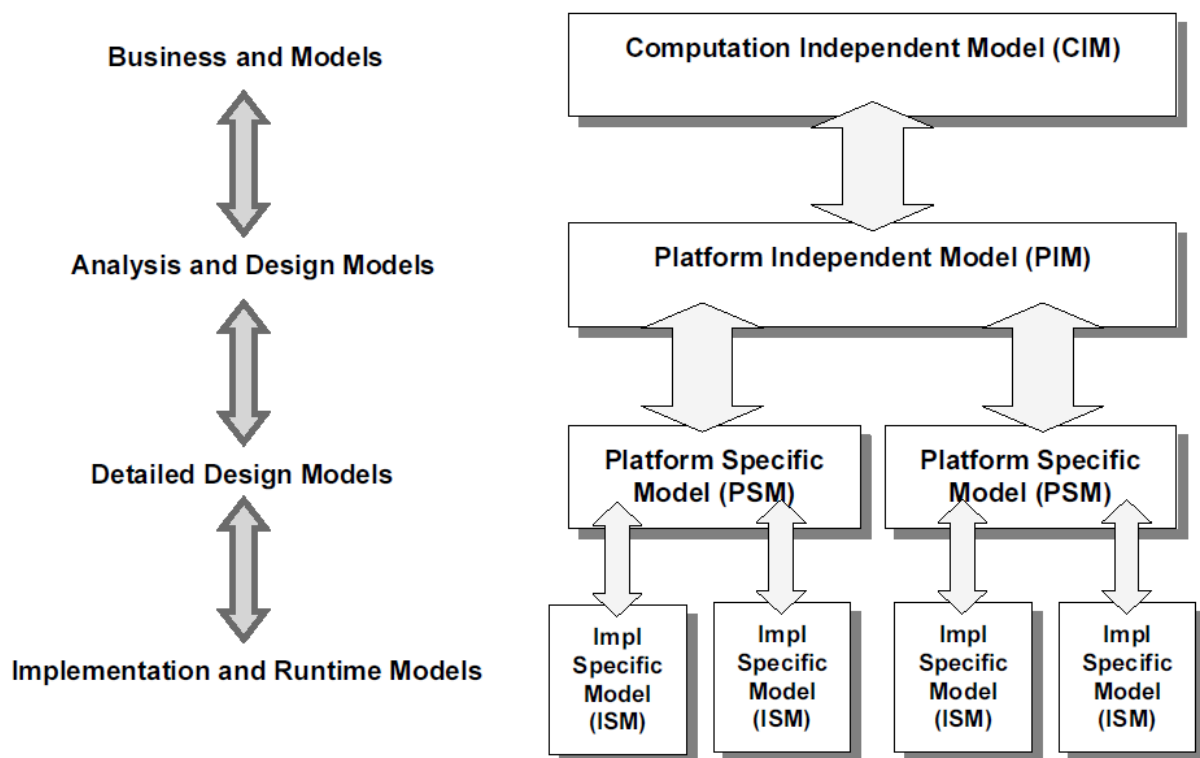 Business and Models
Computation Independent Model (CIM)
Analysis and Design Models
Platform Independent Model (PIM)
Detailed Design Models
Platform Specific
Model (PSM)
Platform Specific
Model (PSM)
Implementation and Runtime Models
Impl
Specific
Model
(ISM)
Impl
Specific
Model
(ISM)
Impl
Specific
Model
(ISM)
Impl
Specific
Model
(ISM)